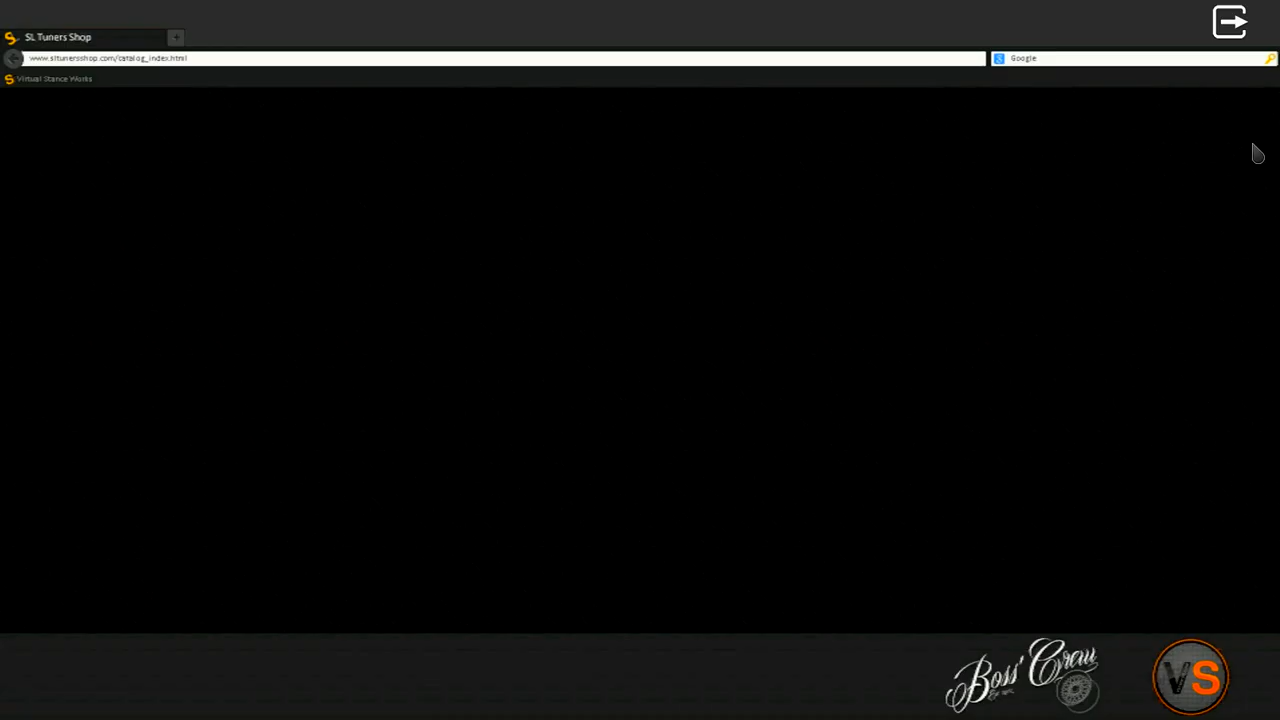 SL Tuners Shop
www.sltunersshop.com/catalog_index.html
Google
Virtual Stance Works
Boss' Crew
VS